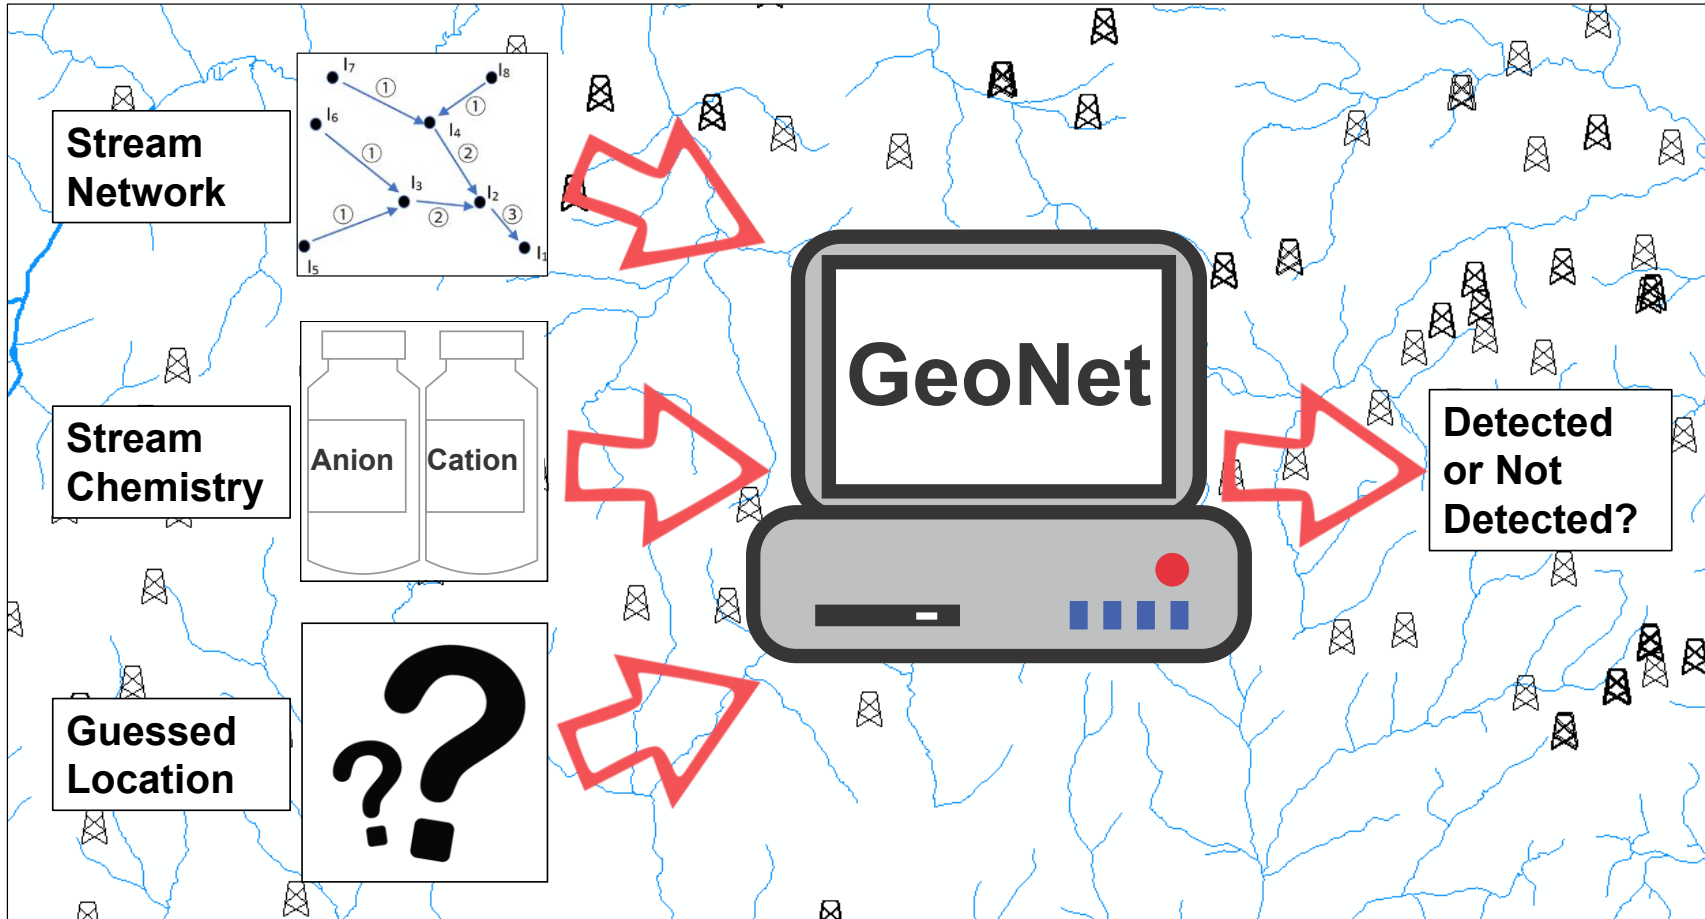 Stream
Network
I7
I8
①
①
I6
I4
①
②
I3
I2
①
②
③
I5
I1
Stream
Chemistry
Anion
Cation
GeoNet
Detected
or Not
Detected?
Guessed
Location
??